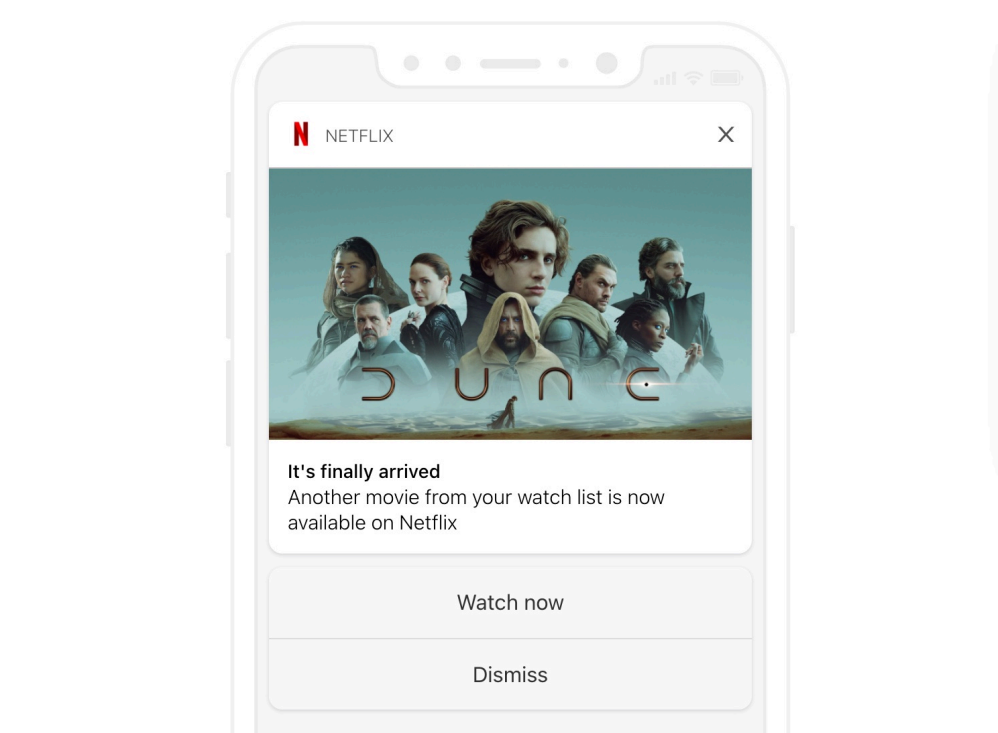 N NETFLIX X
DUNE
It's finally arrived
Another movie from your watch list is now
available on Netflix
Watch now
Dismiss